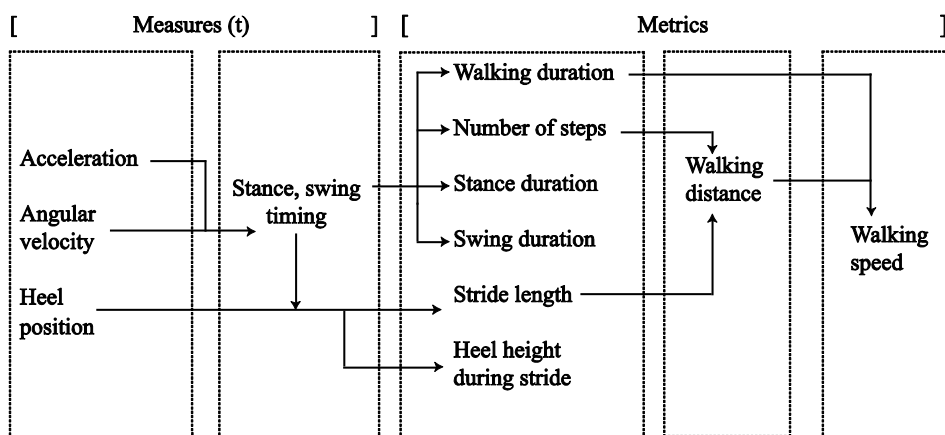 [ Measures (t) ]
[ Metrics ]
Acceleration
Angular
velocity
Heel
position
Stance, swing
timing
Walking duration
Number of steps
Stance duration
Swing duration
Stride length
Heel height
during stride
Walking
distance
Walking
speed